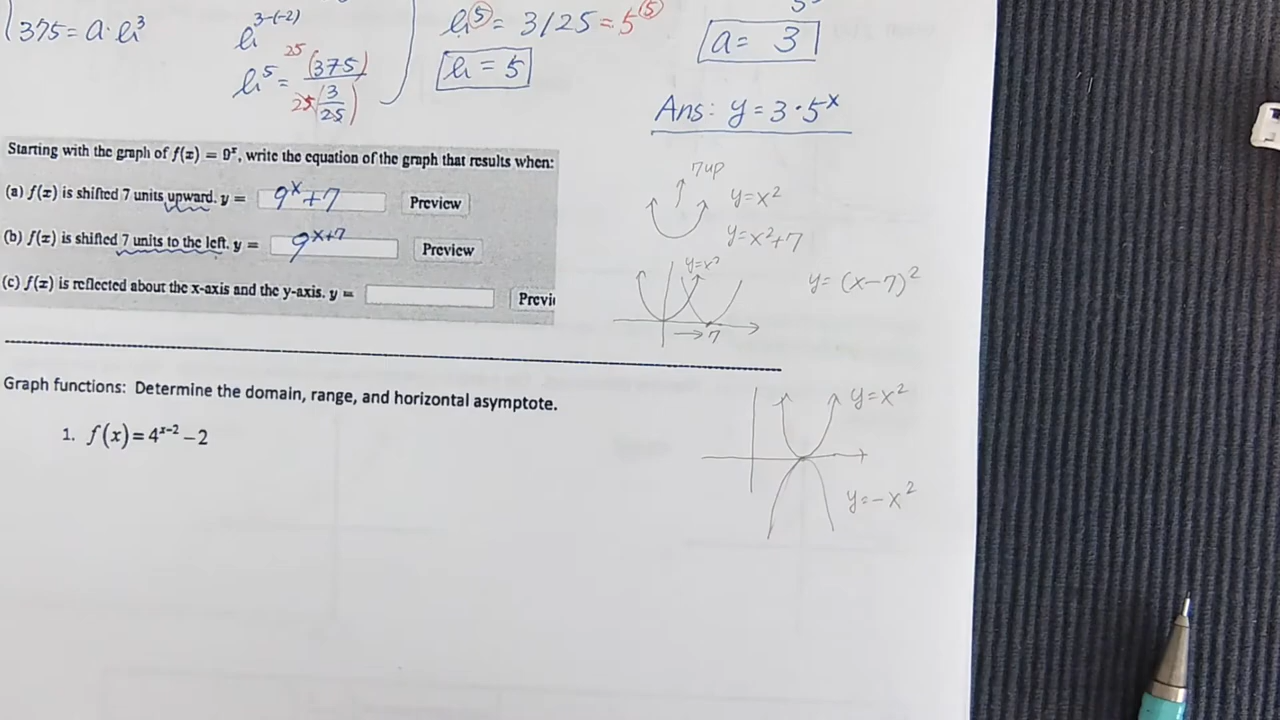 375 = a·b³
b^3-(-2)
b⁵ = 25(375) / 25(3/25)
b⁵ = 3125 = 5⁵
b = 5
a = 3
Ans: y = 3·5ˣ
Starting with the graph of f(x) = 9ˣ, write the equation of the graph that results when:
(a) f(x) is shifted 7 units upward. y = 9ˣ+7 Preview
(b) f(x) is shifted 7 units to the left. y = 9ˣ⁺⁷ Preview
(c) f(x) is reflected about the x-axis and the y-axis. y = Previ
7up
y=x²
y=x²+7
y=x²
y= (x-7)²
7
y=x²
y=-x²
Graph functions: Determine the domain, range, and horizontal asymptote.
1. f(x)=4ˣ⁻²-2